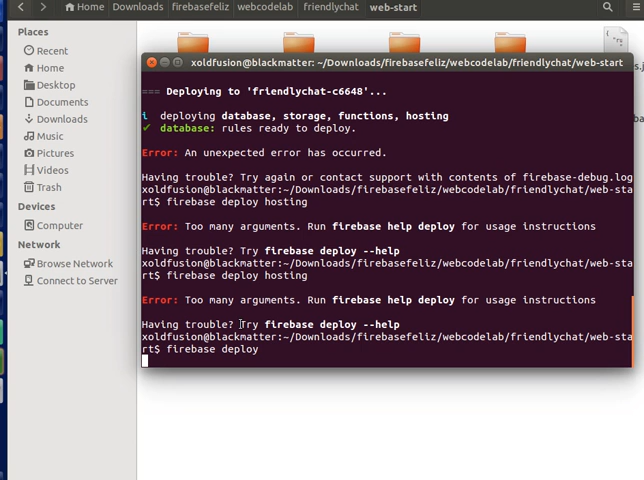 Home Downloads firebasefeliz webcodelab friendlychat web-start
Places
Recent
Home
Desktop
Documents
Downloads
Music
Pictures
Videos
Trash
Devices
Computer
Network
Browse Network
Connect to Server
xoldfusion@blackmatter: ~/Downloads/firebasefeliz/webcodelab/friendlychat/web-start
=== Deploying to 'friendlychat-c6648'...
i deploying database, storage, functions, hosting
✔ database: rules ready to deploy.
Error: An unexpected error has occurred.
Having trouble? Try again or contact support with contents of firebase-debug.log
xoldfusion@blackmatter:~/Downloads/firebasefeliz/webcodelab/friendlychat/web-sta
rt$ firebase deploy hosting
Error: Too many arguments. Run firebase help deploy for usage instructions
Having trouble? Try firebase deploy --help
xoldfusion@blackmatter:~/Downloads/firebasefeliz/webcodelab/friendlychat/web-sta
rt$ firebase deploy hosting
Error: Too many arguments. Run firebase help deploy for usage instructions
Having trouble? Try firebase deploy --help
xoldfusion@blackmatter:~/Downloads/firebasefeliz/webcodelab/friendlychat/web-sta
rt$ firebase deploy